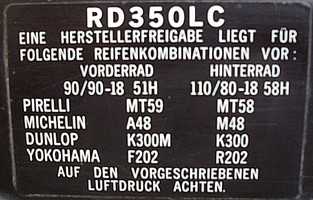 RD350LC
EINE HERSTELLERFREIGABE LIEGT FÜR
FOLGENDE REIFENKOMBINATIONEN VOR:
VORDERRAD HINTERRAD
90/90-18 51H 110/80-18 58H
PIRELLI MT59 MT58
MICHELIN A48 M48
DUNLOP K300M K300
YOKOHAMA F202 R202
AUF DEN VORGESCHRIEBENEN
LUFTDRUCK ACHTEN.